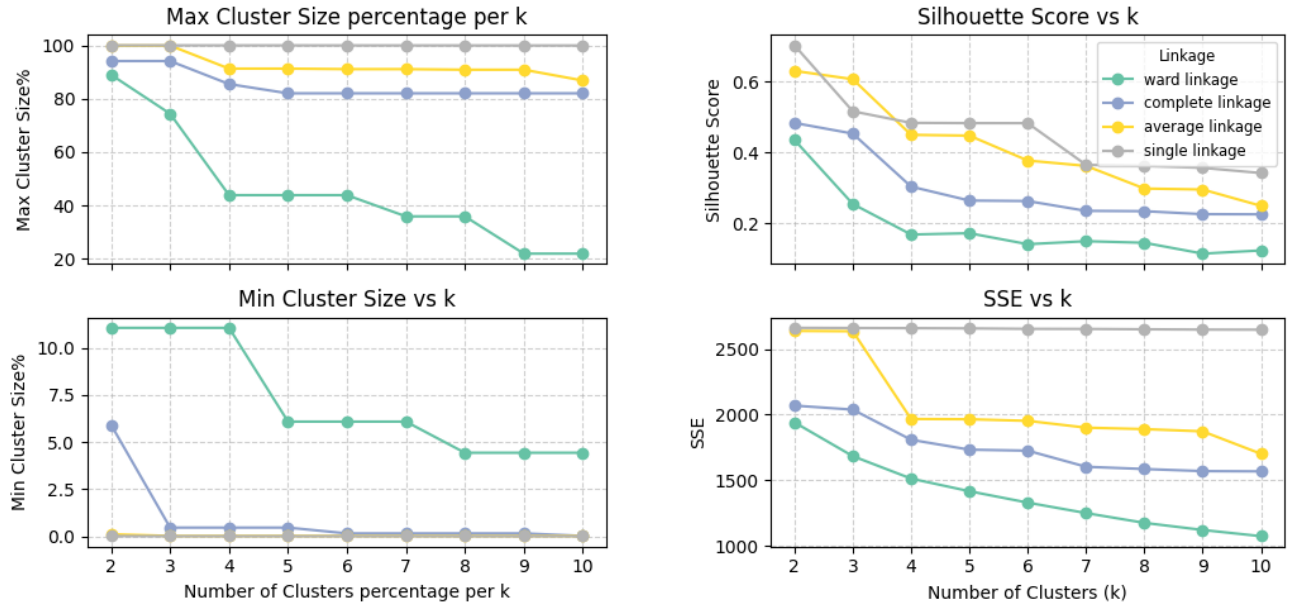 Max Cluster Size percentage per k
Max Cluster Size%
100
80
60
40
20
Silhouette Score vs k
Silhouette Score
0.6
0.4
0.2
Linkage
ward linkage
complete linkage
average linkage
single linkage
Min Cluster Size vs k
Min Cluster Size%
10.0
7.5
5.0
2.5
0.0
2 3 4 5 6 7 8 9 10
Number of Clusters percentage per k
SSE vs k
SSE
2500
2000
1500
1000
2 3 4 5 6 7 8 9 10
Number of Clusters (k)